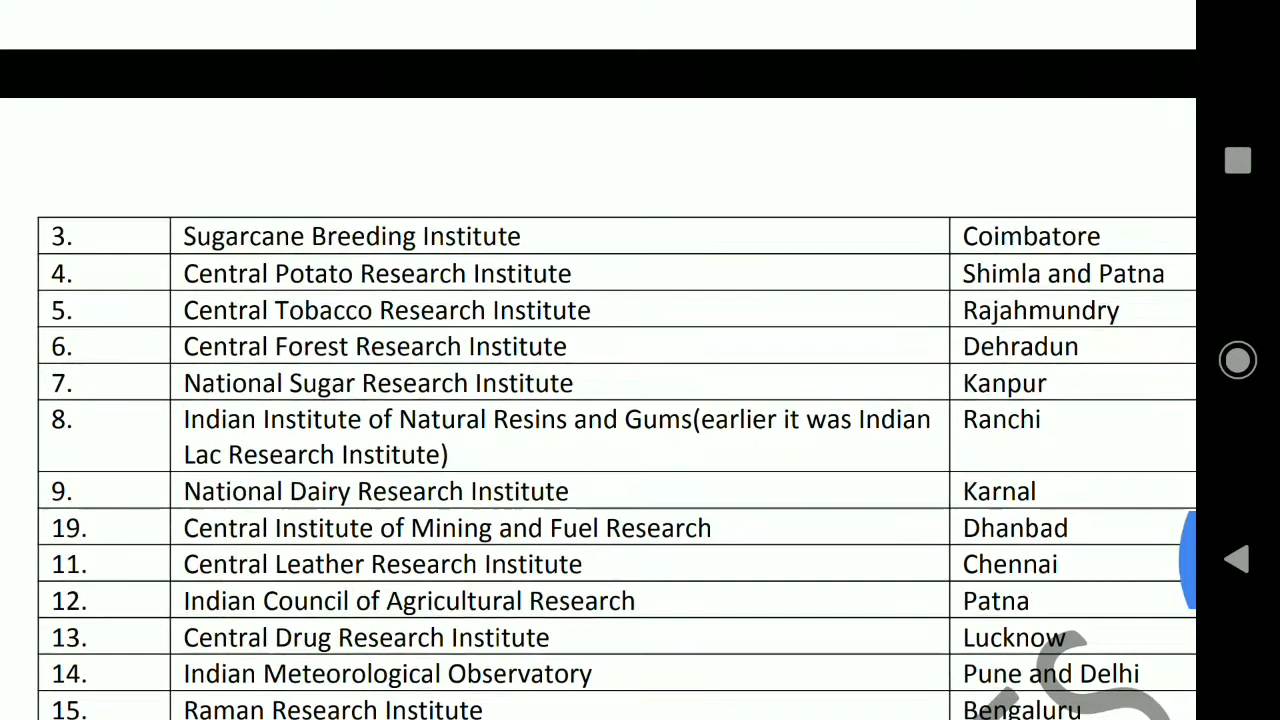 3. Sugarcane Breeding Institute Coimbatore
4. Central Potato Research Institute Shimla and Patna
5. Central Tobacco Research Institute Rajahmundry
6. Central Forest Research Institute Dehradun
7. National Sugar Research Institute Kanpur
8. Indian Institute of Natural Resins and Gums(earlier it was Indian Ranchi
Lac Research Institute)
9. National Dairy Research Institute Karnal
19. Central Institute of Mining and Fuel Research Dhanbad
11. Central Leather Research Institute Chennai
12. Indian Council of Agricultural Research Patna
13. Central Drug Research Institute Lucknow
14. Indian Meteorological Observatory Pune and Delhi
15. Raman Research Institute Bengaluru